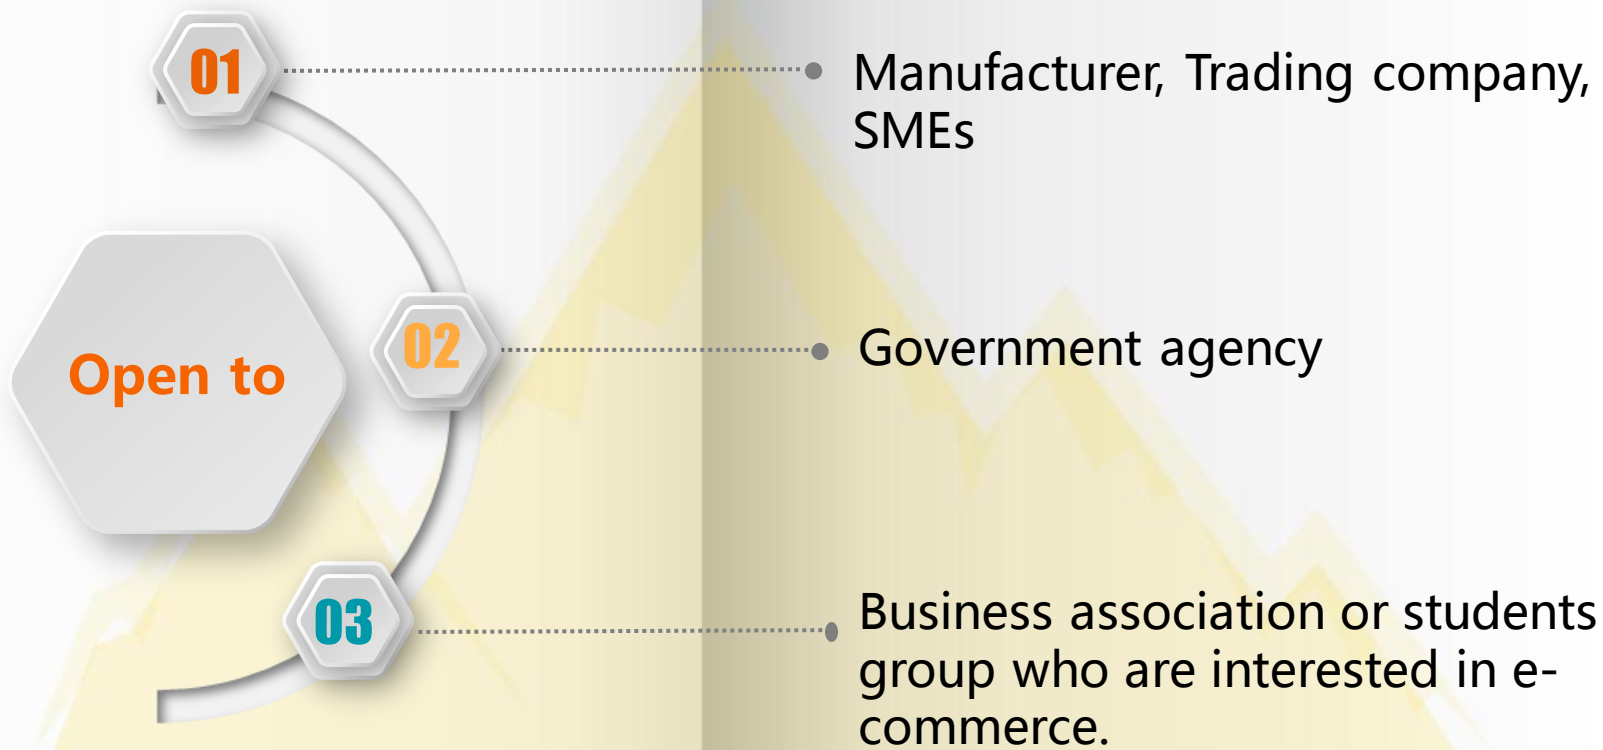 01
Manufacturer, Trading company,
SMEs
Open to
02
Government agency
03
Business association or students
group who are interested in e-
commerce.